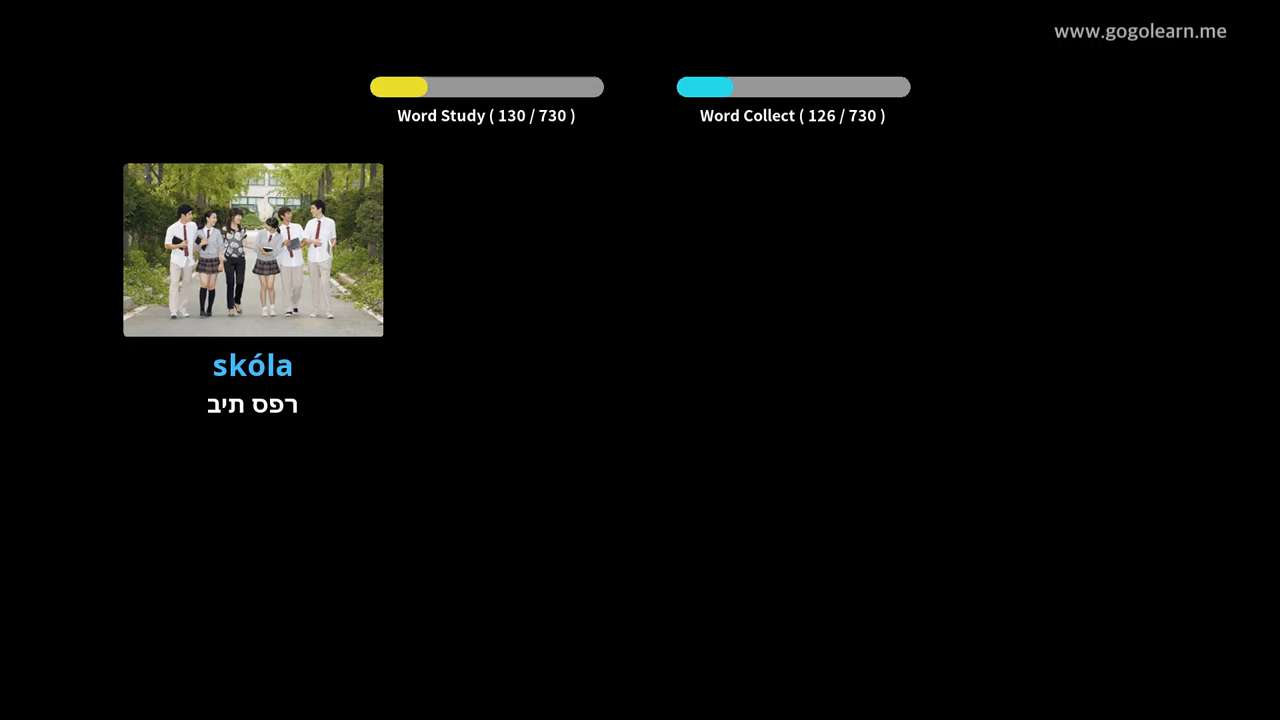 www.gogolearn.me
Word Study ( 130 / 730 )
Word Collect ( 126 / 730 )
skóla
רפס תיב